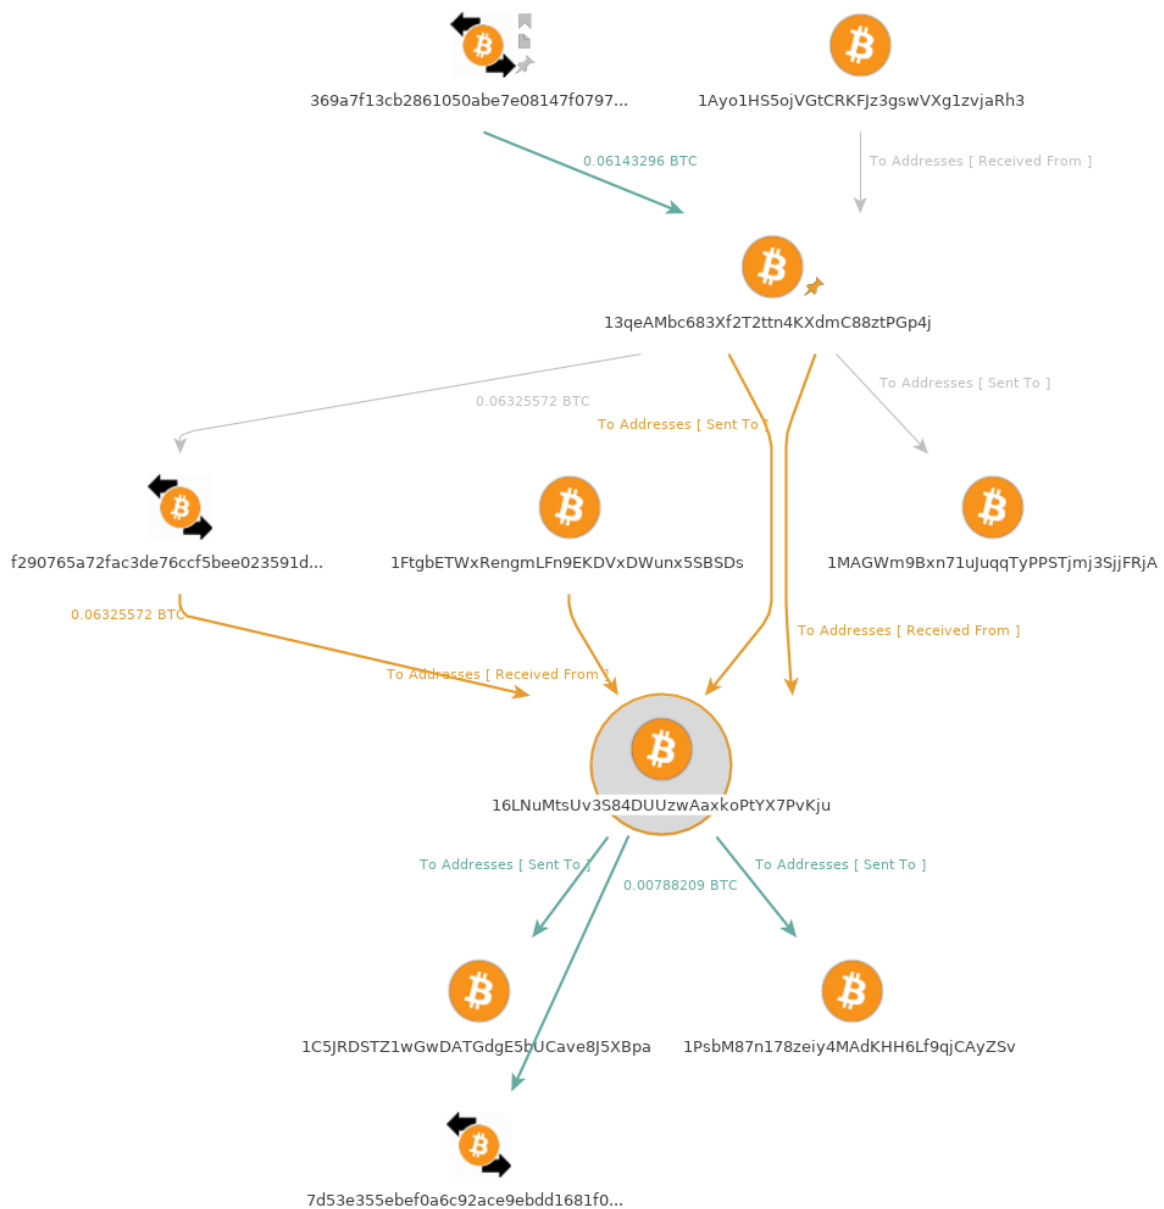 369a7f13cb2861050abe7e08147f0797...
1Ayo1HS5ojVGtCRKFJz3gswVXg1zvjaRh3
0.06143296 BTC
To Addresses [ Received From ]
13qeAMbc683Xf2T2ttn4KXdmC88ztPGp4j
To Addresses [ Sent To ]
0.06325572 BTC
To Addresses [ Sent To ]
f290765a72fac3de76ccf5bee023591d...
1FtgbETWxRengmLFn9EKDVxDWunx5SBSDs
1MAGWm9Bxn71uJuqqTyPPSTjmj3SjjFRjA
0.06325572 BTC
To Addresses [ Received From ]
To Addresses [ Received From ]
16LNuMtsUv3S84DUUzwAaxkoPtYX7PvKju
To Addresses [ Sent To ]
To Addresses [ Sent To ]
0.00788209 BTC
1C5JRDSTZ1wGwDATGdgE5bUCave8J5XBpa
1PsbM87n178zeiy4MAdKHH6Lf9qjCAyZSv
7d53e355ebef0a6c92ace9ebdd1681f0...